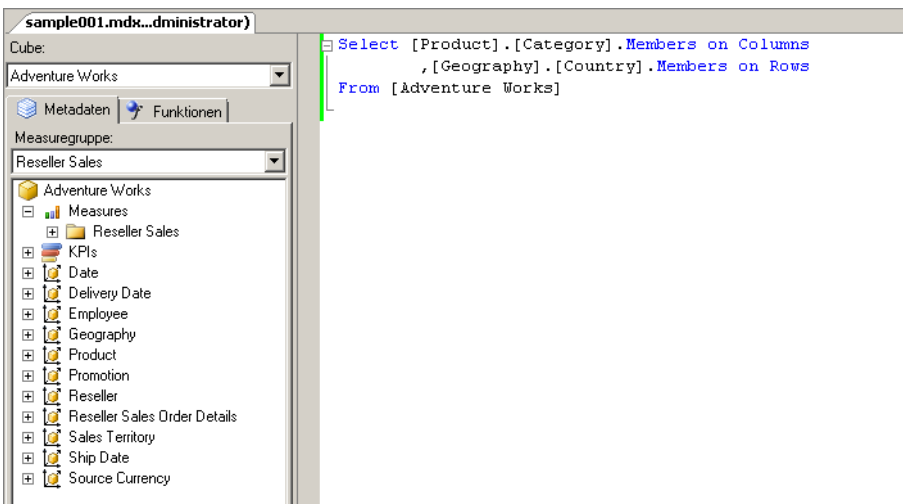 sample001.mdx...dministrator)
Cube:
Adventure Works
Metadaten
Funktionen
Measuregruppe:
Reseller Sales
Adventure Works
Measures
Reseller Sales
KPIs
Date
Delivery Date
Employee
Geography
Product
Promotion
Reseller
Reseller Sales Order Details
Sales Territory
Ship Date
Source Currency
Select [Product].[Category].Members on Columns
,[Geography].[Country].Members on Rows
From [Adventure Works]